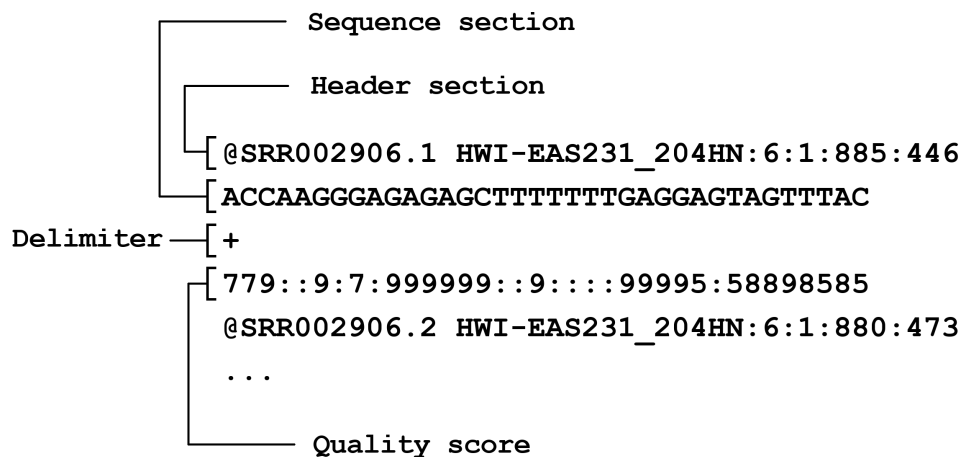 Sequence section
Header section
@SRR002906.1 HWI-EAS231_204HN:6:1:885:446
ACCAAGGGAGAGAGCTTTTTTTGAGGAGTAGTTTAC
Delimiter +
779::9:7:999999::9::::99995:58898585
@SRR002906.2 HWI-EAS231_204HN:6:1:880:473
...
Quality score